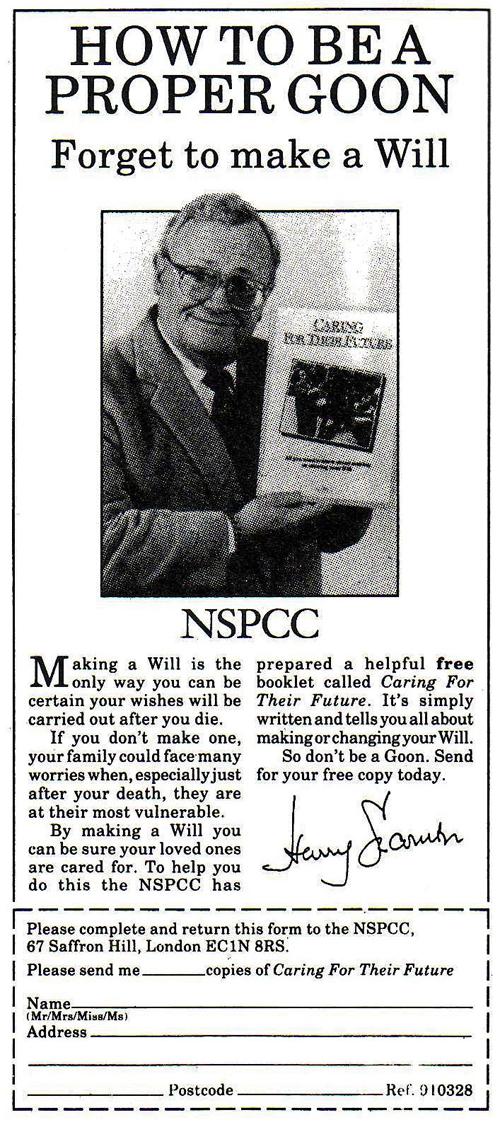 HOW TO BE A
PROPER GOON
Forget to make a Will
CARING
FOR THEIR FUTURE
NSPCC
Making a Will is the
only way you can be
certain your wishes will be
carried out after you die.
If you don't make one,
your family could face many
worries when, especially just
after your death, they are
at their most vulnerable.
By making a Will you
can be sure your loved ones
are cared for. To help you
do this the NSPCC has
prepared a helpful free
booklet called Caring For
Their Future. It's simply
written and tells you all about
making or changing your Will.
So don't be a Goon. Send
for your free copy today.
Harry Secombe
Please complete and return this form to the NSPCC,
67 Saffron Hill, London EC1N 8RS.
Please send me______copies of Caring For Their Future
Name
(Mr/Mrs/Miss/Ms)
Address
Postcode
Ref. 910328